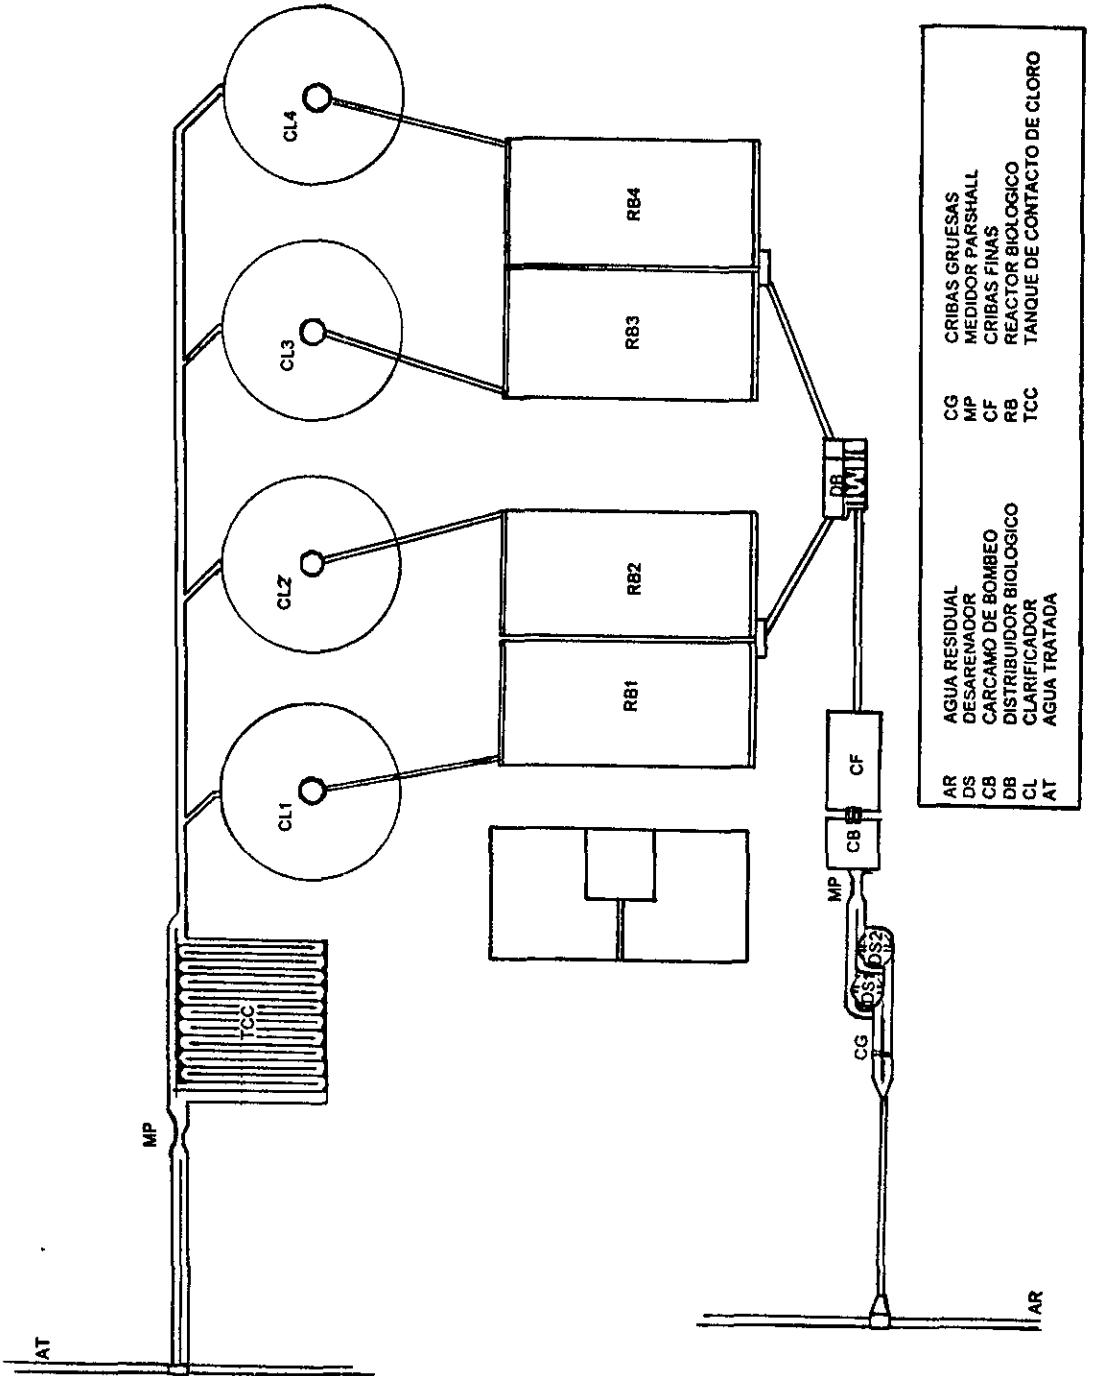 AT
MP
TCC
CL1
CL2
CL3
CL4
RB1
RB2
RB3
RB4
AR
CG
DS1
DS2
MP
CB
CF
DB
AR AGUA RESIDUAL CG CRIBAS GRUESAS
DS DESARENADOR MP MEDIDOR PARSHALL
CB CARCAMO DE BOMBEO CF CRIBAS FINAS
DB DISTRIBUIDOR BIOLOGICO RB REACTOR BIOLOGICO
CL CLARIFICADOR TCC TANQUE DE CONTACTO DE CLORO
AT AGUA TRATADA